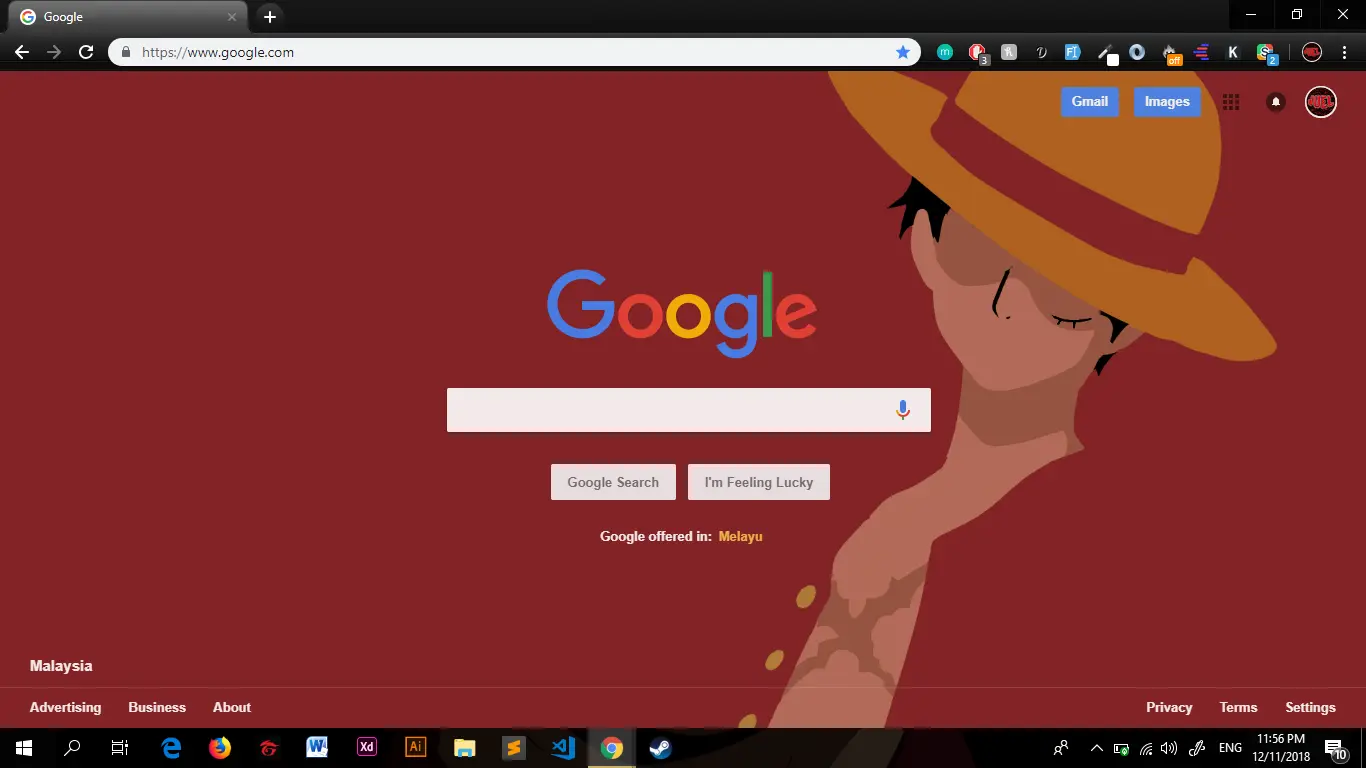 Google
https://www.google.com
3
off
K
2
Gmail
Images
Google
Google Search
I'm Feeling Lucky
Google offered in: Melayu
Malaysia
Advertising Business About
Privacy Terms Settings
W
Xd
Ai
ENG
11:56 PM
12/11/2018
10